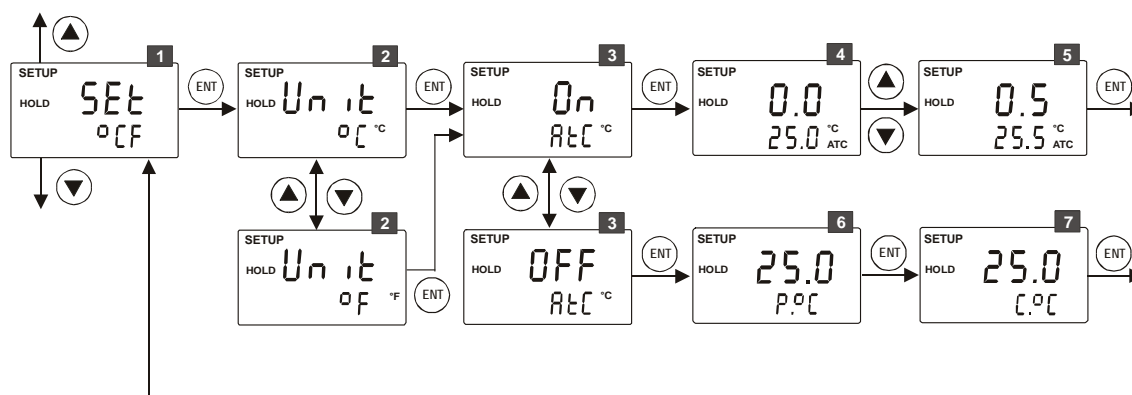 1
SETUP
HOLD
SEt
°CF
ENT
2
SETUP
HOLD Unit
°C °C
ENT
3
SETUP
HOLD On
AtC °C
ENT
4
SETUP
HOLD 0.0
25.0 °C ATC
5
SETUP
HOLD 0.5
25.5 °C ATC
ENT
2
SETUP
HOLD Unit
°F °F
ENT
3
SETUP
HOLD OFF
AtC °C
ENT
6
SETUP
HOLD 25.0
P.°C
ENT
7
SETUP
HOLD 25.0
C.°C
ENT